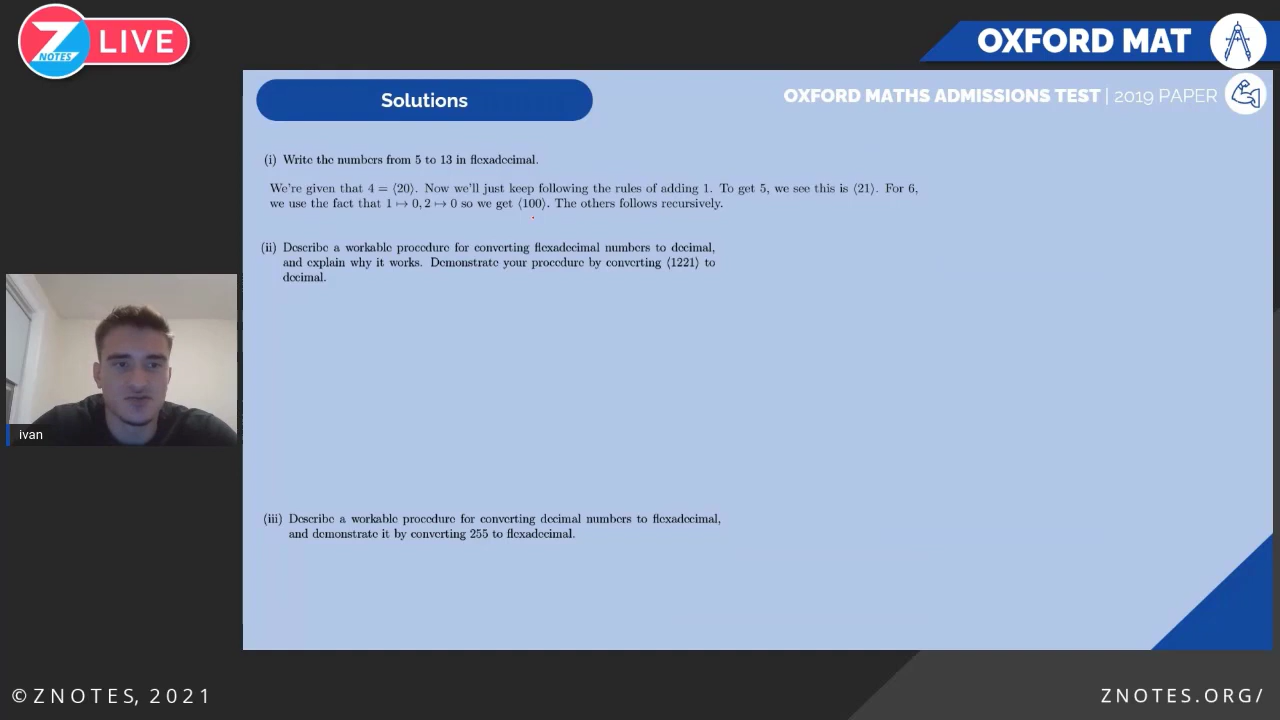 Z NOTES LIVE
OXFORD MAT
Solutions
OXFORD MATHS ADMISSIONS TEST | 2019 PAPER
(i) Write the numbers from 5 to 13 in flexadecimal.
We're given that 4 = ⟨20⟩. Now we'll just keep following the rules of adding 1. To get 5, we see this is ⟨21⟩. For 6,
we use the fact that 1 ↦ 0, 2 ↦ 0 so we get ⟨100⟩. The others follows recursively.
(ii) Describe a workable procedure for converting flexadecimal numbers to decimal,
and explain why it works. Demonstrate your procedure by converting ⟨1221⟩ to
decimal.
ivan
(iii) Describe a workable procedure for converting decimal numbers to flexadecimal,
and demonstrate it by converting 255 to flexadecimal.
© ZNOTES, 2021
ZNOTES.ORG/